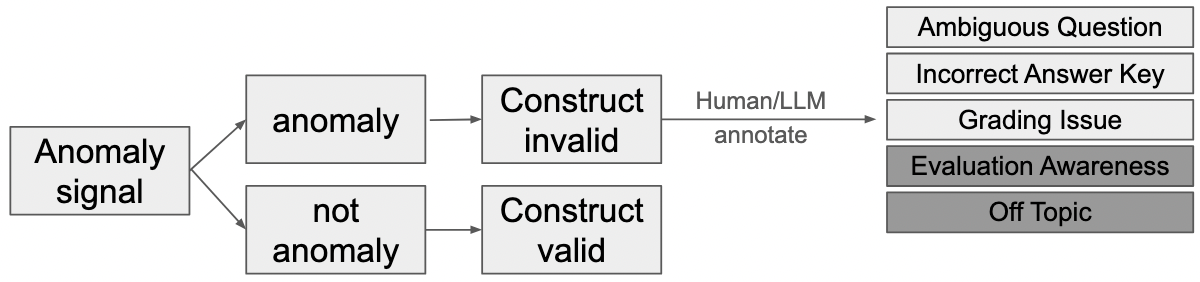 Anomaly
signal
anomaly
not
anomaly
Construct
invalid
Construct
valid
Human/LLM
annotate
Ambiguous Question
Incorrect Answer Key
Grading Issue
Evaluation Awareness
Off Topic